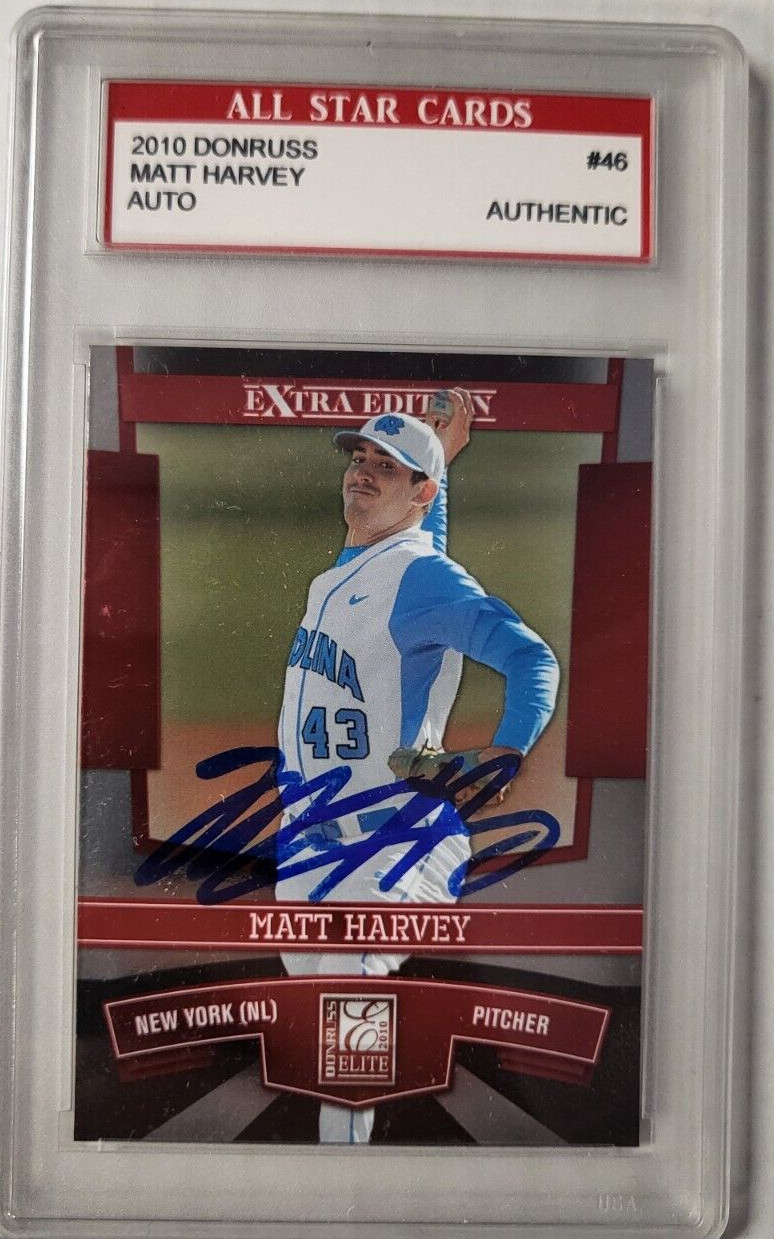 ALL STAR CARDS
2010 DONRUSS #46
MATT HARVEY
AUTO AUTHENTIC
EXTRA EDITION
OLINA
43
MATT HARVEY
NEW YORK (NL) PITCHER
DONRUSS E 2010
ELITE
USA